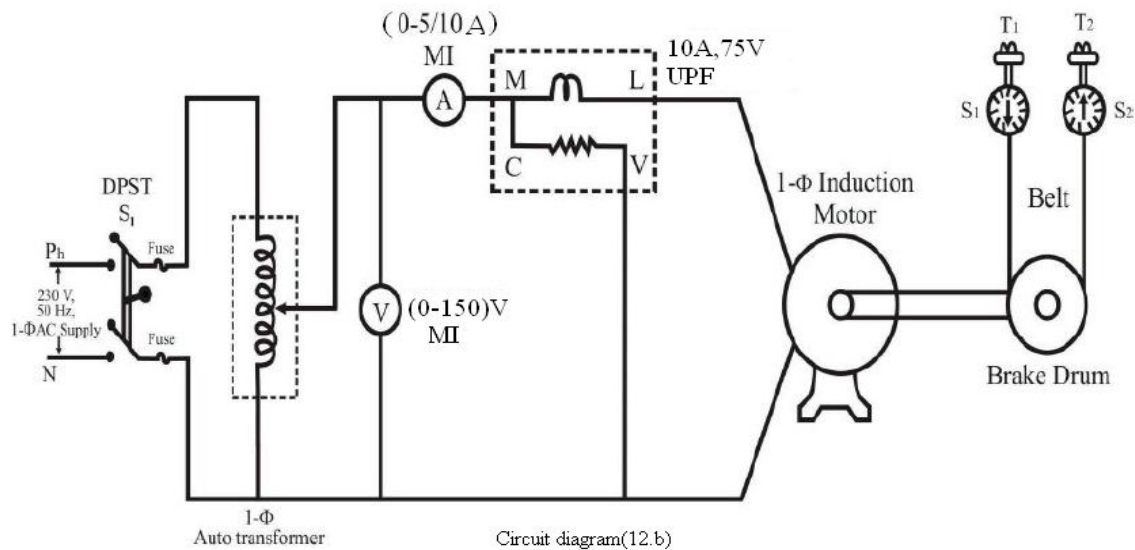 (0-5/10 A)
MI
A
10A,75V
UPF
M
L
C
V
T1
T2
S1
S2
Belt
1-Φ Induction
Motor
Brake Drum
DPST
S1
Fuse
Ph
230 V,
50 Hz,
1-ΦAC Supply
N
Fuse
V
(0-150)V
MI
1-Φ
Auto transformer
Circuit diagram(12.b)